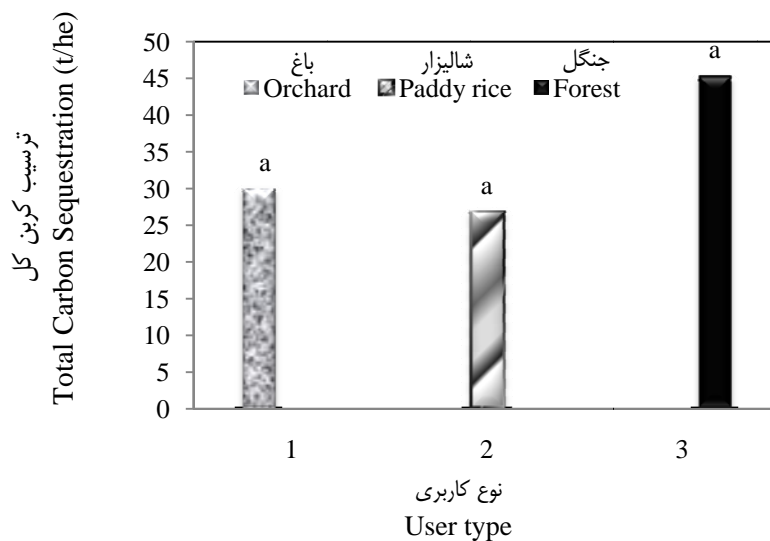 باغ شالیزار جنگل
Orchard Paddy rice Forest
ترسیب کربن کل
Total Carbon Sequestration (t/he)
50
45
40
35
30
25
20
15
10
5
0
a
a
a
1 2 3
نوع کاربری
User type